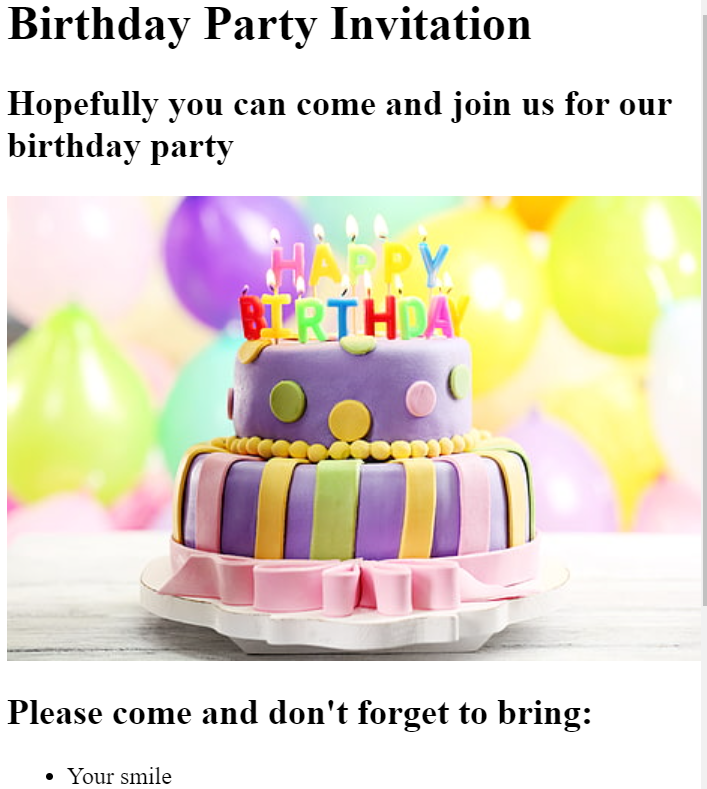 Birthday Party Invitation
Hopefully you can come and join us for our
birthday party
HAPPY
BIRTHDAY
Please come and don't forget to bring:
• Your smile